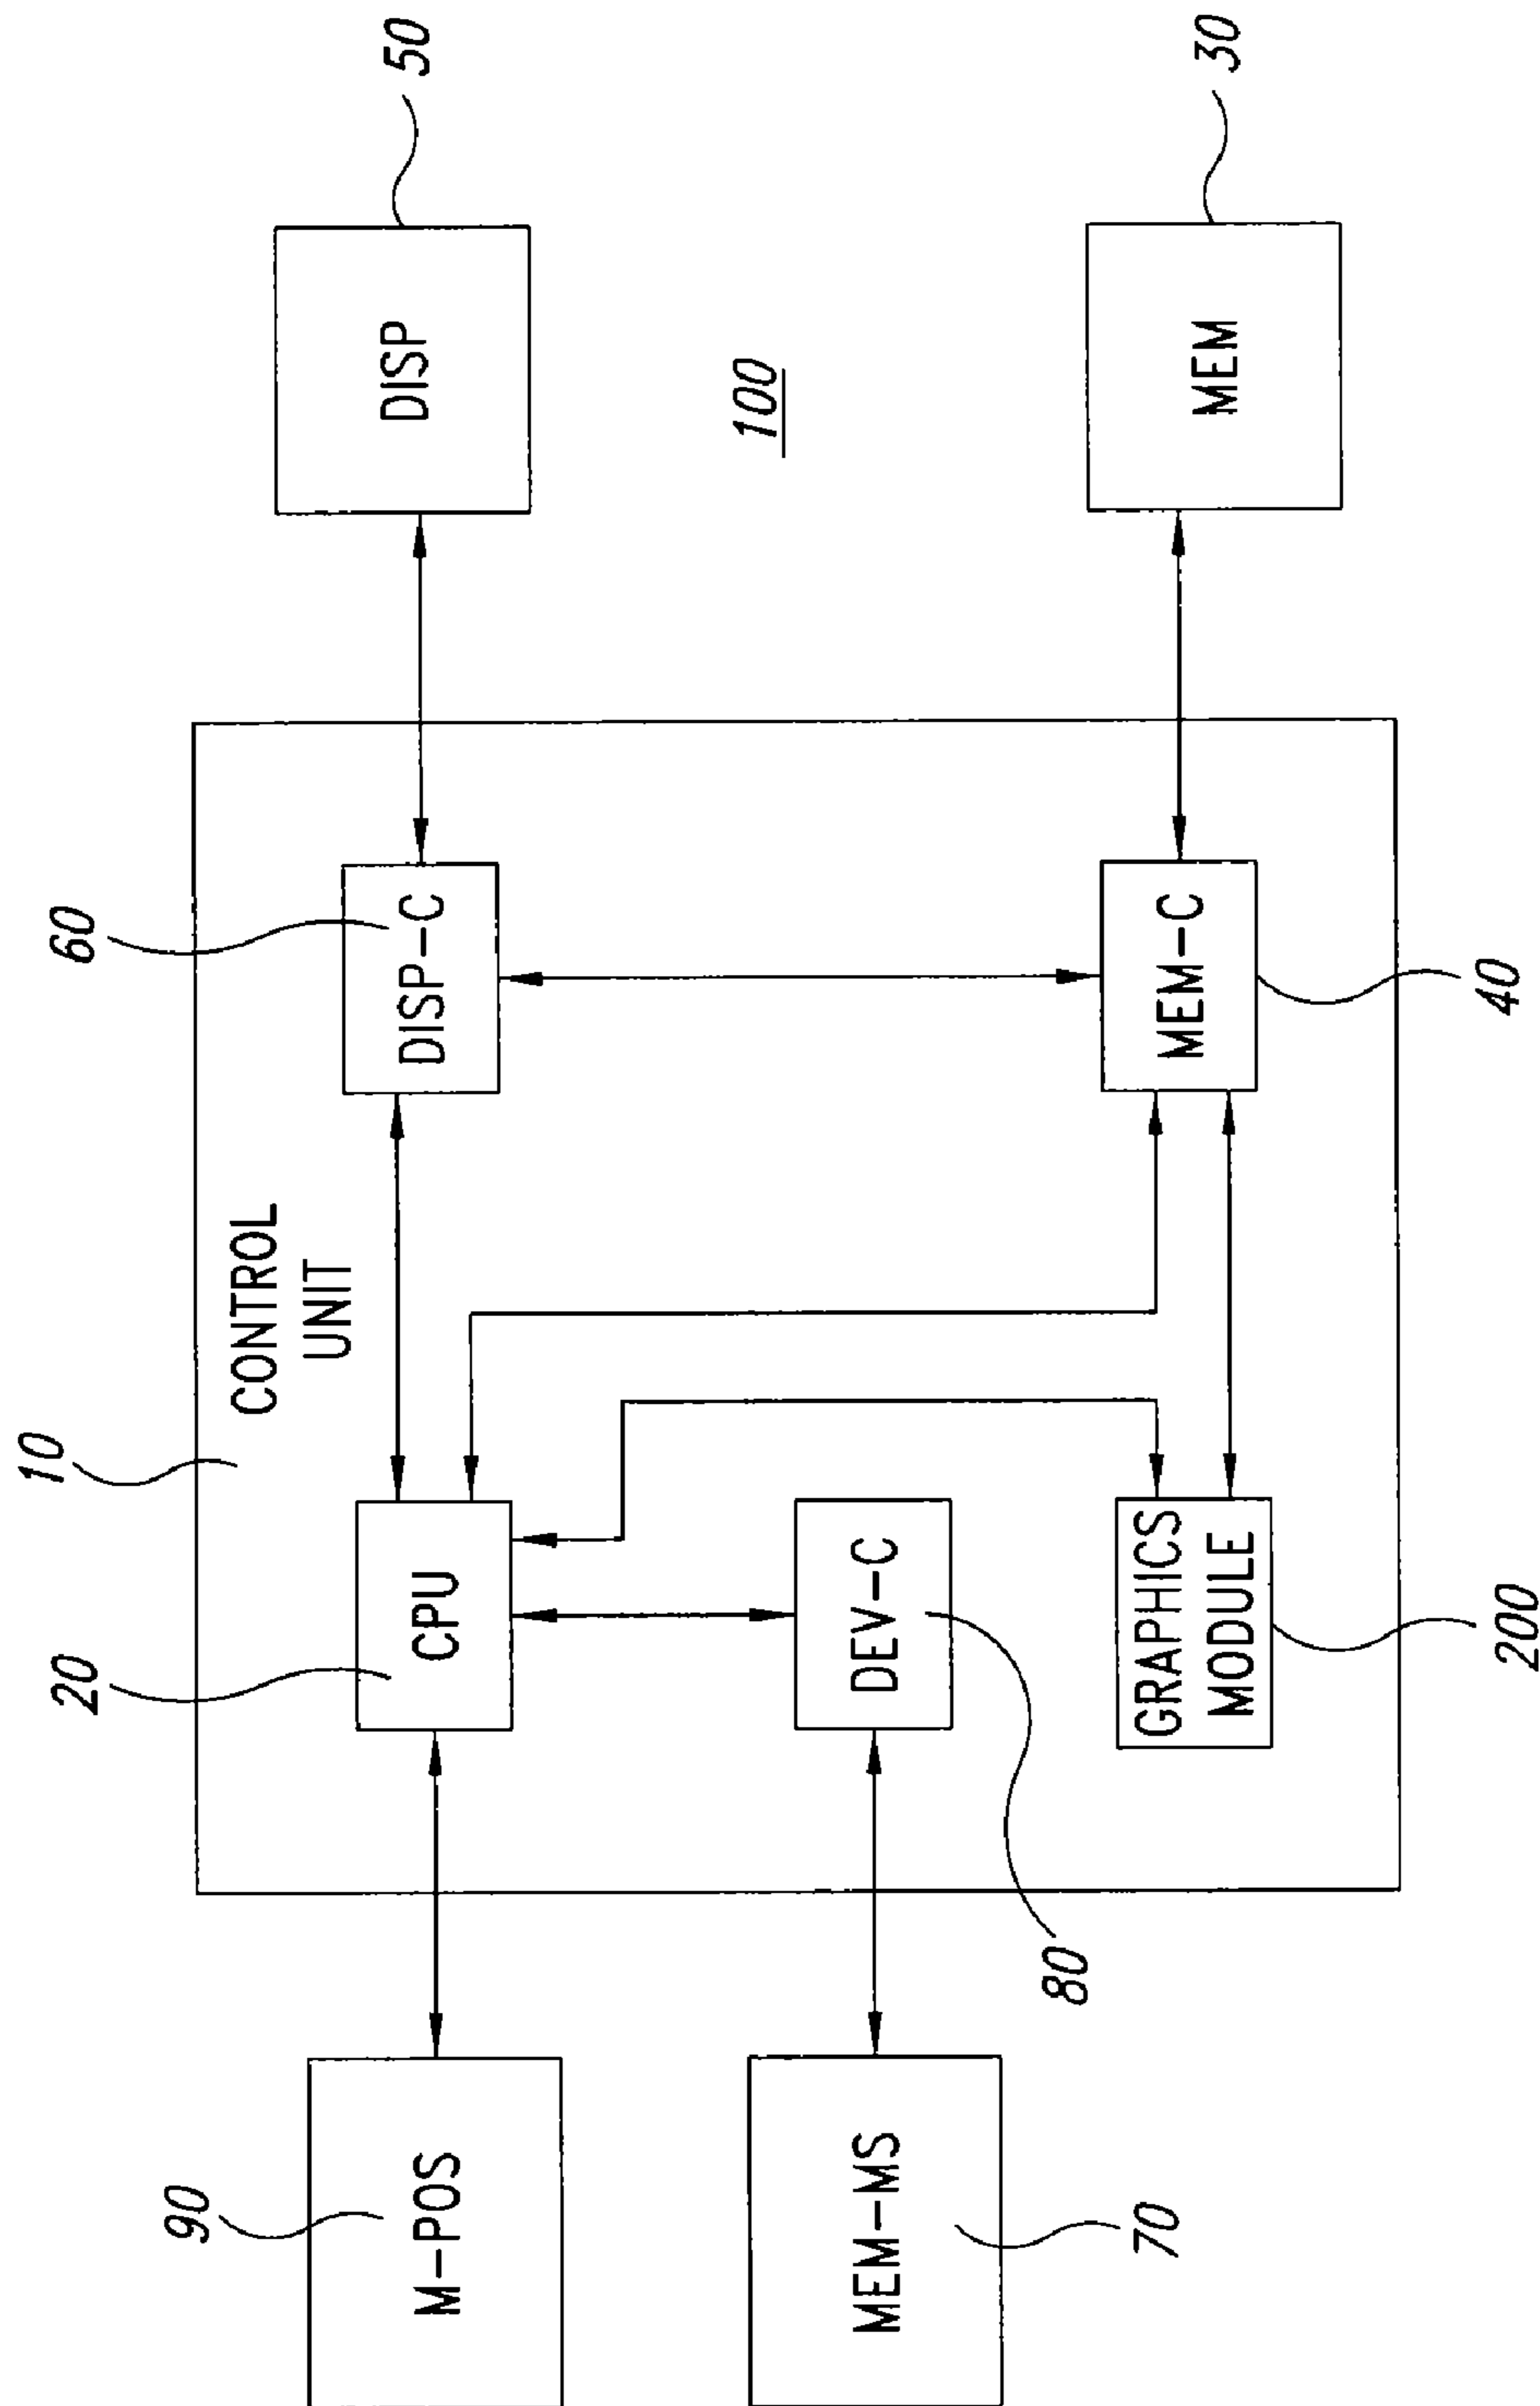 10
20
60
90
CONTROL
UNIT
M-POS
CPU
DISP-C
DISP
50
100
MEM-MS
DEV-C
80
70
GRAPHICS
MODULE
MEM-C
MEM
30
200
40